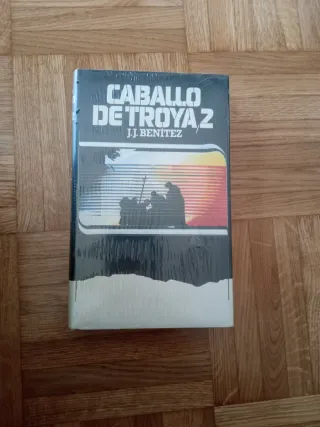 CABALLO
DE TROYA, 2
J.J. BENÍTEZ